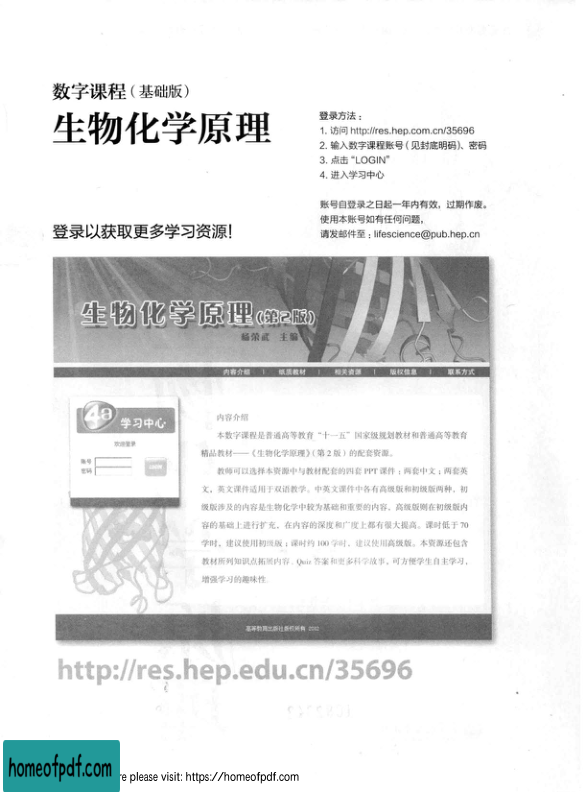 数字课程（基础版）
生物化学原理
登录以获取更多学习资源！
登录方法：
1. 访问 http://res.hep.com.cn/35696
2. 输入数字课程账号（见封底明码）、密码
3. 点击“LOGIN”
4. 进入学习中心
账号自登录之日起一年内有效，过期作废。
使用本账号如有任何问题，
请发邮件至：lifescience@pub.hep.cn
生物化学原理(第2版)
杨荣武 主编
内容介绍 | 纸质教材 | 相关资源 | 版权信息 | 联系方式
4a 学习中心
欢迎登录
账号
密码
LOGIN
内容介绍
本数字课程是普通高等教育“十一五”国家级规划教材和普通高等教育
精品教材——《生物化学原理》（第2版）的配套资源。
教师可以选择本资源中与教材配套的四套PPT课件：两套中文；两套英
文，英文课件适用于双语教学。中英文课件中各有高级版和初级版两种，初
级版涉及的内容是生物化学中较为基础和重要的内容，高级版则在初级版内
容的基础上进行扩充，在内容的深度和广度上都有很大提高。课时低于70
学时，建议使用初级版；课时约100学时，建议使用高级版。本资源还包含
教材所列知识点拓展内容、Quiz答案和更多科学故事，可方便学生自主学习，
增强学习的趣味性.
高等教育出版社版权所有 2012
http://res.hep.edu.cn/35696
homeofpdf.com
re please visit: https://homeofpdf.com